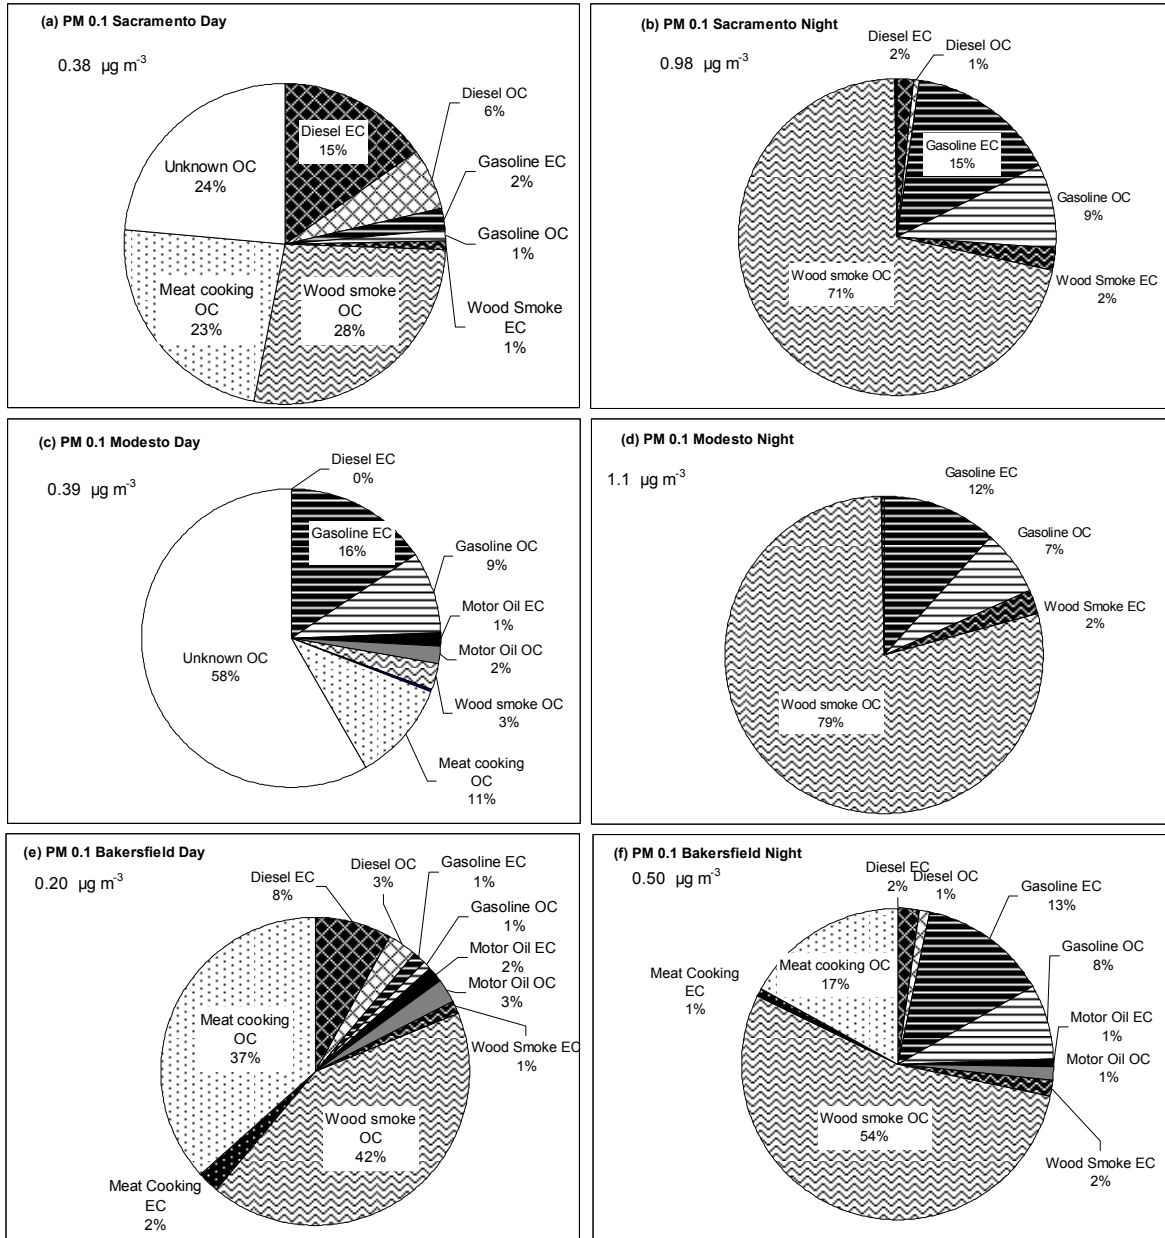 (a) PM 0.1 Sacramento Day
0.38 µg m-3
Diesel EC
15%
Diesel OC
6%
Gasoline EC
2%
Gasoline OC
1%
Wood Smoke
EC
1%
Wood smoke
OC
28%
Meat cooking
OC
23%
Unknown OC
24%
(b) PM 0.1 Sacramento Night
0.98 µg m-3
Diesel EC
2%
Diesel OC
1%
Gasoline EC
15%
Gasoline OC
9%
Wood Smoke EC
2%
Wood smoke OC
71%
(c) PM 0.1 Modesto Day
0.39 µg m-3
Diesel EC
0%
Gasoline EC
16%
Gasoline OC
9%
Motor Oil EC
1%
Motor Oil OC
2%
Wood smoke OC
3%
Meat cooking
OC
11%
Unknown OC
58%
(d) PM 0.1 Modesto Night
1.1 µg m-3
Gasoline EC
12%
Gasoline OC
7%
Wood Smoke EC
2%
Wood smoke OC
79%
(e) PM 0.1 Bakersfield Day
0.20 µg m-3
Diesel EC
8%
Diesel OC
3%
Gasoline EC
1%
Gasoline OC
1%
Motor Oil EC
2%
Motor Oil OC
3%
Wood Smoke EC
1%
Wood smoke
OC
42%
Meat Cooking
EC
2%
Meat cooking
OC
37%
(f) PM 0.1 Bakersfield Night
0.50 µg m-3
Diesel EC
2%
Diesel OC
1%
Gasoline EC
13%
Gasoline OC
8%
Motor Oil EC
1%
Motor Oil OC
1%
Wood Smoke EC
2%
Wood smoke OC
54%
Meat Cooking
EC
1%
Meat cooking OC
17%